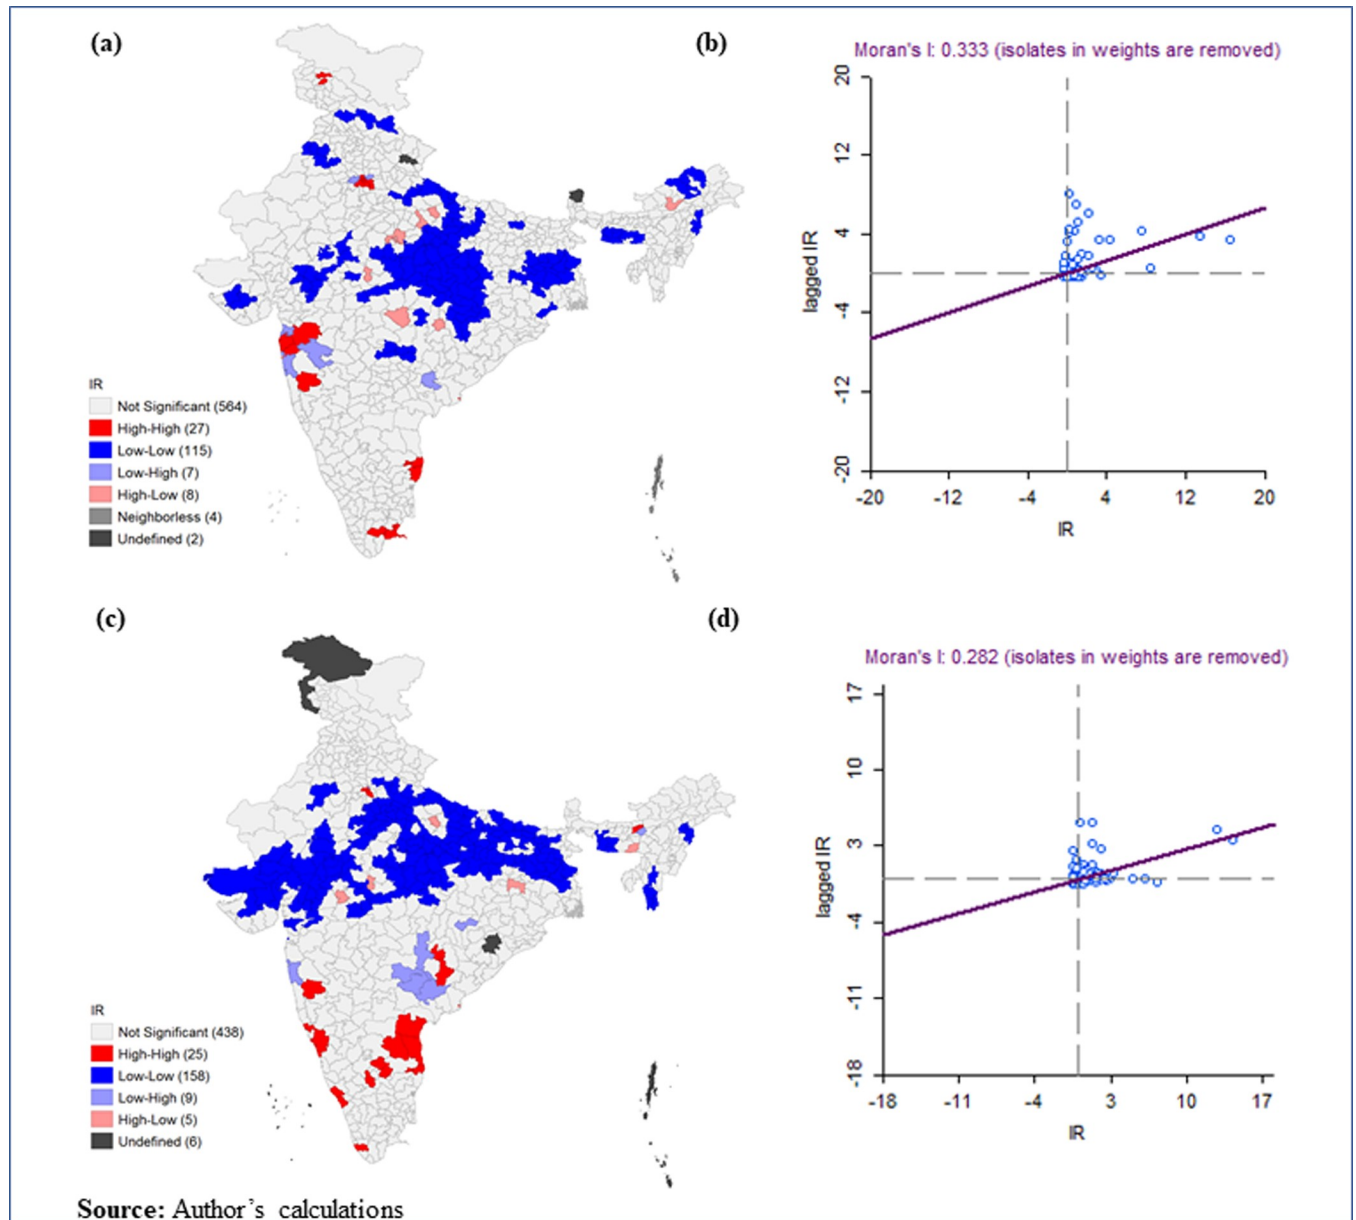 (a)
(b)
Moran's I: 0.333 (isolates in weights are removed)
20
12
4
-4
-12
-20
lagged IR
-20 -12 -4 4 12 20
IR
IR
Not Significant (564)
High-High (27)
Low-Low (115)
Low-High (7)
High-Low (8)
Neighborless (4)
Undefined (2)
(c)
(d)
Moran's I: 0.282 (isolates in weights are removed)
17
10
3
-4
-11
-18
lagged IR
-18 -11 -4 3 10 17
IR
IR
Not Significant (438)
High-High (25)
Low-Low (158)
Low-High (9)
High-Low (5)
Undefined (6)
Source: Author's calculations